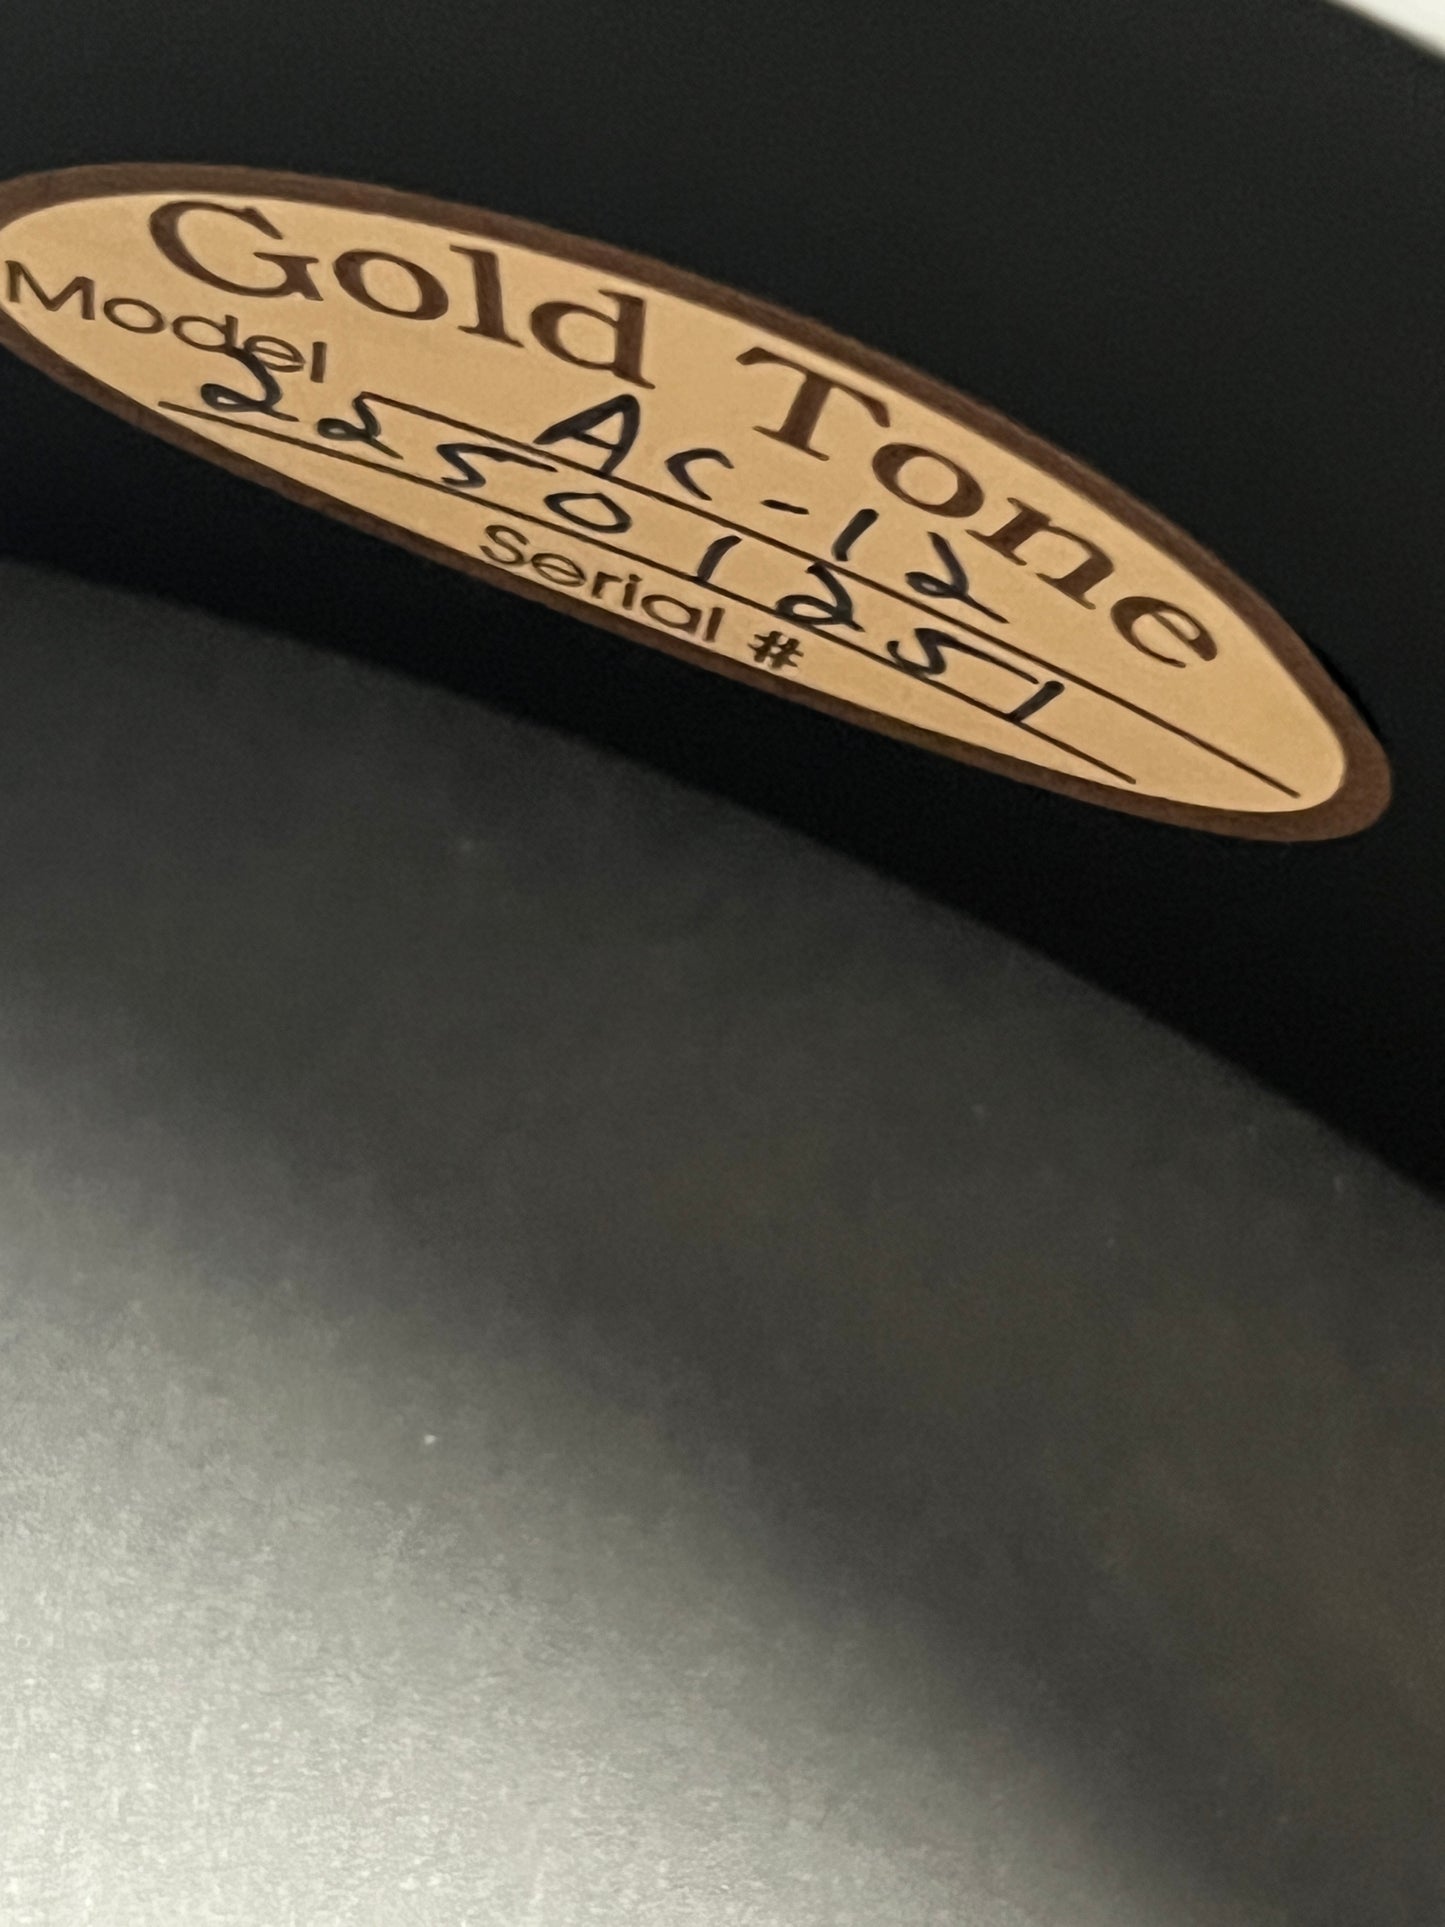 Gold Tone
Model AC-12
22501251
Serial #